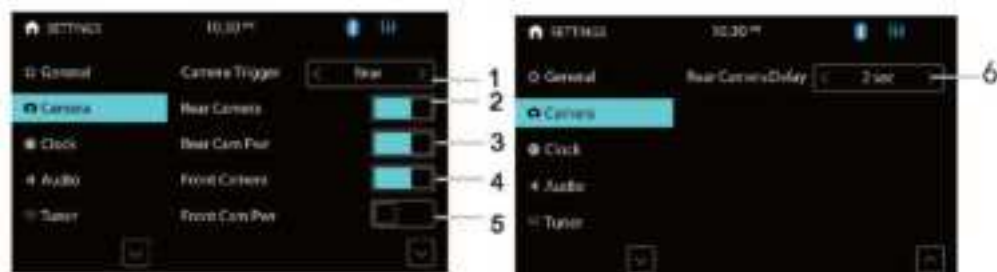 SETTINGS 10:30 AM
General Camera Trigger < Rear > 1
Camera Rear Camera 2
Clock Rear Cam Pwr 3
Audio Front Camera 4
Tuner Front Cam Pwr 5
SETTINGS 10:30 AM
General Rear Camera Delay < 2 sec 6
Camera
Clock
Audio
Tuner